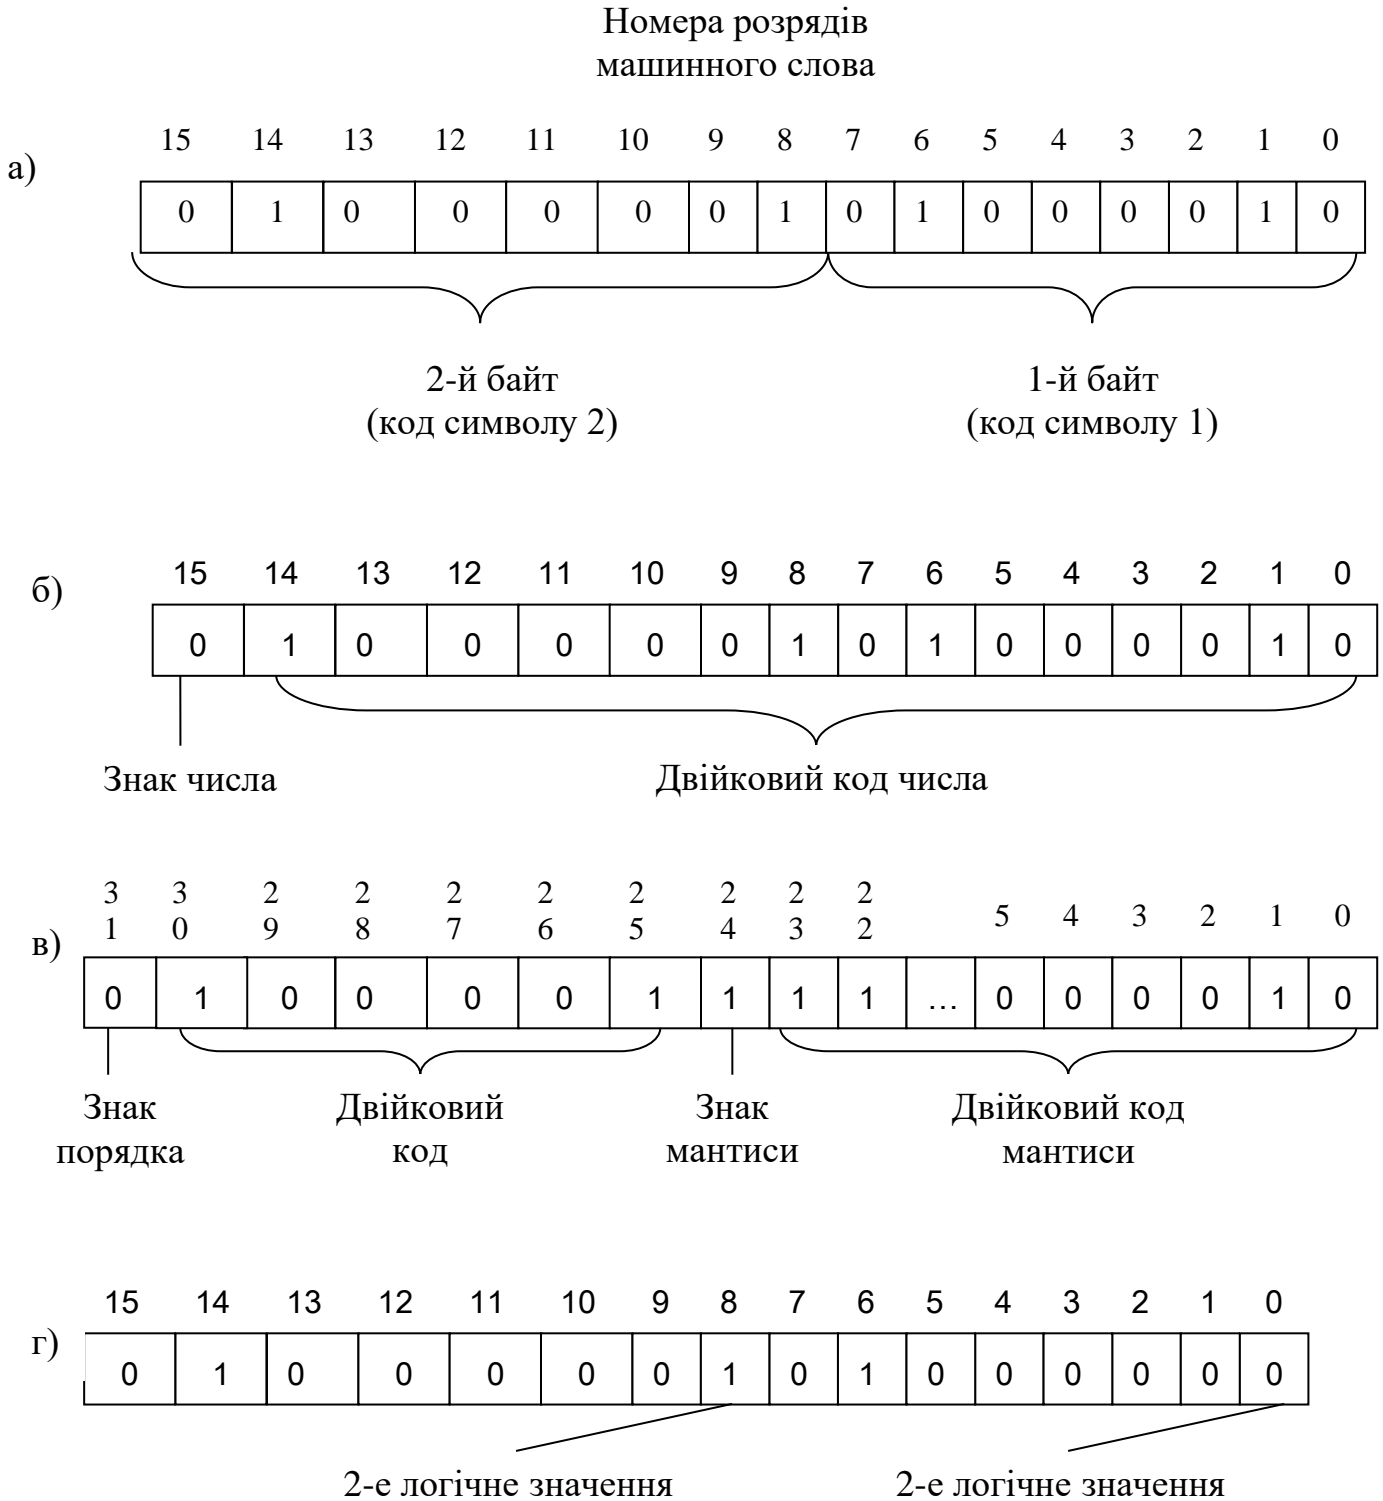 Номера розрядів
машинного слова
15 14 13 12 11 10 9 8 7 6 5 4 3 2 1 0
а)
0 1 0 0 0 0 0 1 0 1 0 0 0 0 1 0
2-й байт 1-й байт
(код символу 2) (код символу 1)
15 14 13 12 11 10 9 8 7 6 5 4 3 2 1 0
б)
0 1 0 0 0 0 0 1 0 1 0 0 0 0 1 0
Знак числа Двійковий код числа
3 3 2 2 2 2 2 2 2 2
1 0 9 8 7 6 5 4 3 2 5 4 3 2 1 0
в)
0 1 0 0 0 0 1 1 1 1 ... 0 0 0 0 1 0
Знак Двійковий Знак Двійковий код
порядка код мантиси мантиси
15 14 13 12 11 10 9 8 7 6 5 4 3 2 1 0
г)
0 1 0 0 0 0 0 1 0 1 0 0 0 0 0 0
2-е логічне значення 2-е логічне значення